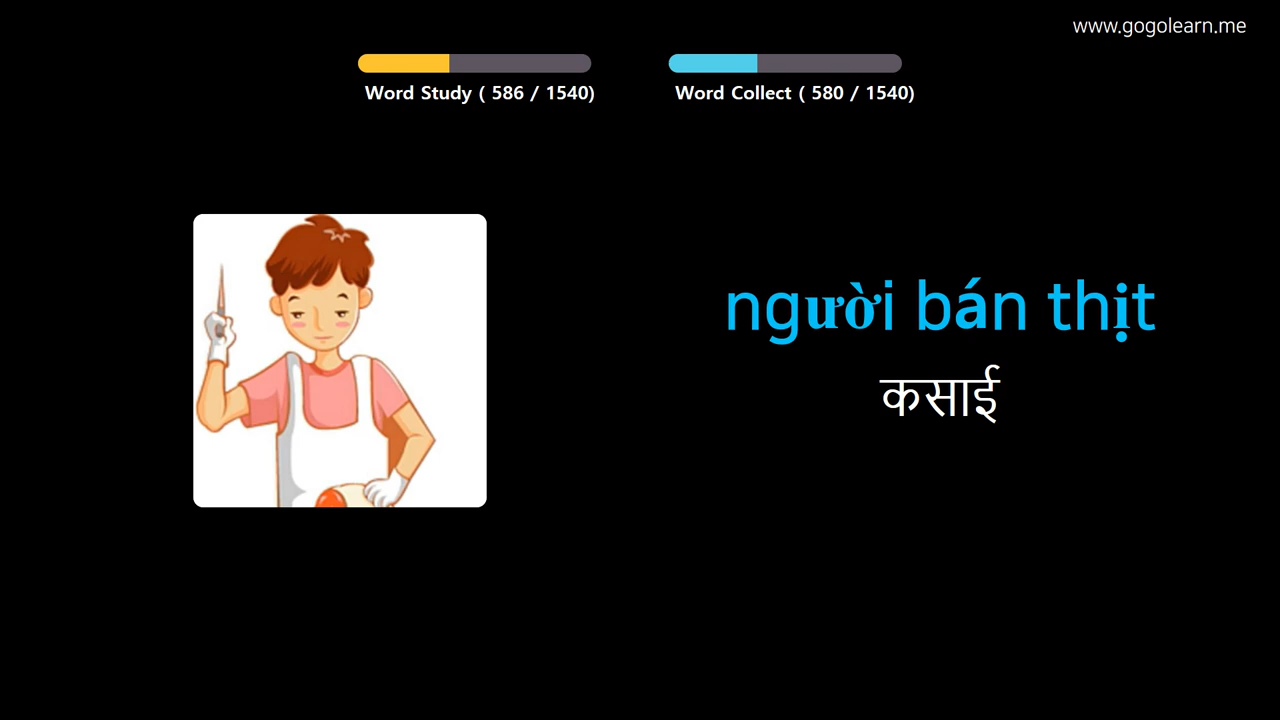 www.gogolearn.me
Word Study ( 586 / 1540)
Word Collect ( 580 / 1540)
người bán thịt
कसाई